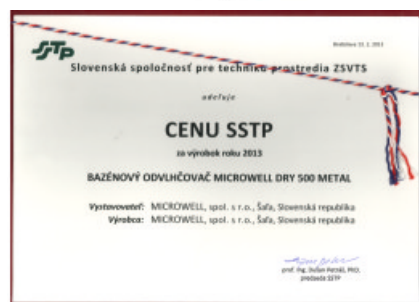 SSTP
Bratislava 12. 2. 2013
Slovenská spoločnosť pre techniku prostredia ZSVTS
udeľuje
CENU SSTP
za výrobok roku 2013
BAZÉNOVÝ ODVLHČOVAČ MICROWELL DRY 500 METAL
Vystavovateľ: MICROWELL, spol. s r.o., Šaľa, Slovenská republika
Výrobca: MICROWELL, spol. s r.o., Šaľa, Slovenská republika
prof. Ing. Dušan Petráš, PhD.
predseda SSTP